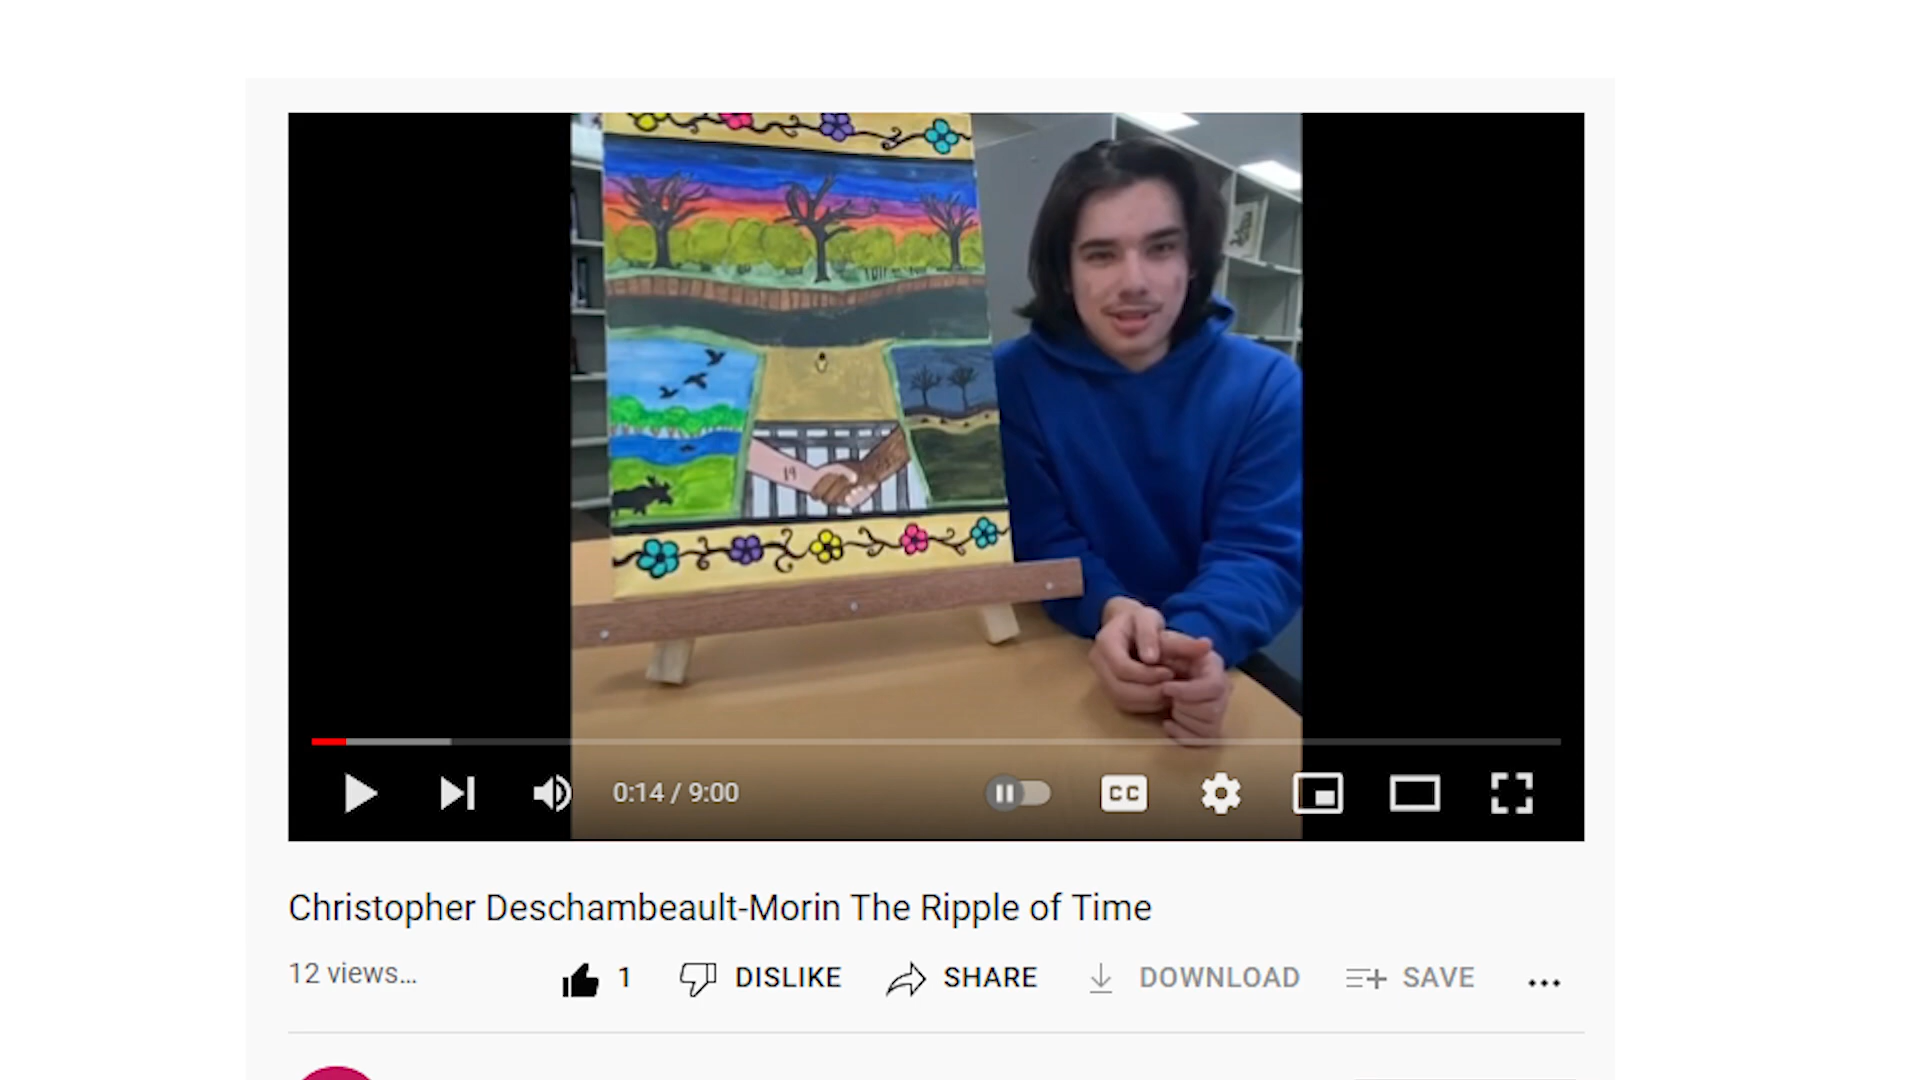 19
0:14 / 9:00
CC
Christopher Deschambeault-Morin The Ripple of Time
12 views...
1 DISLIKE SHARE DOWNLOAD SAVE